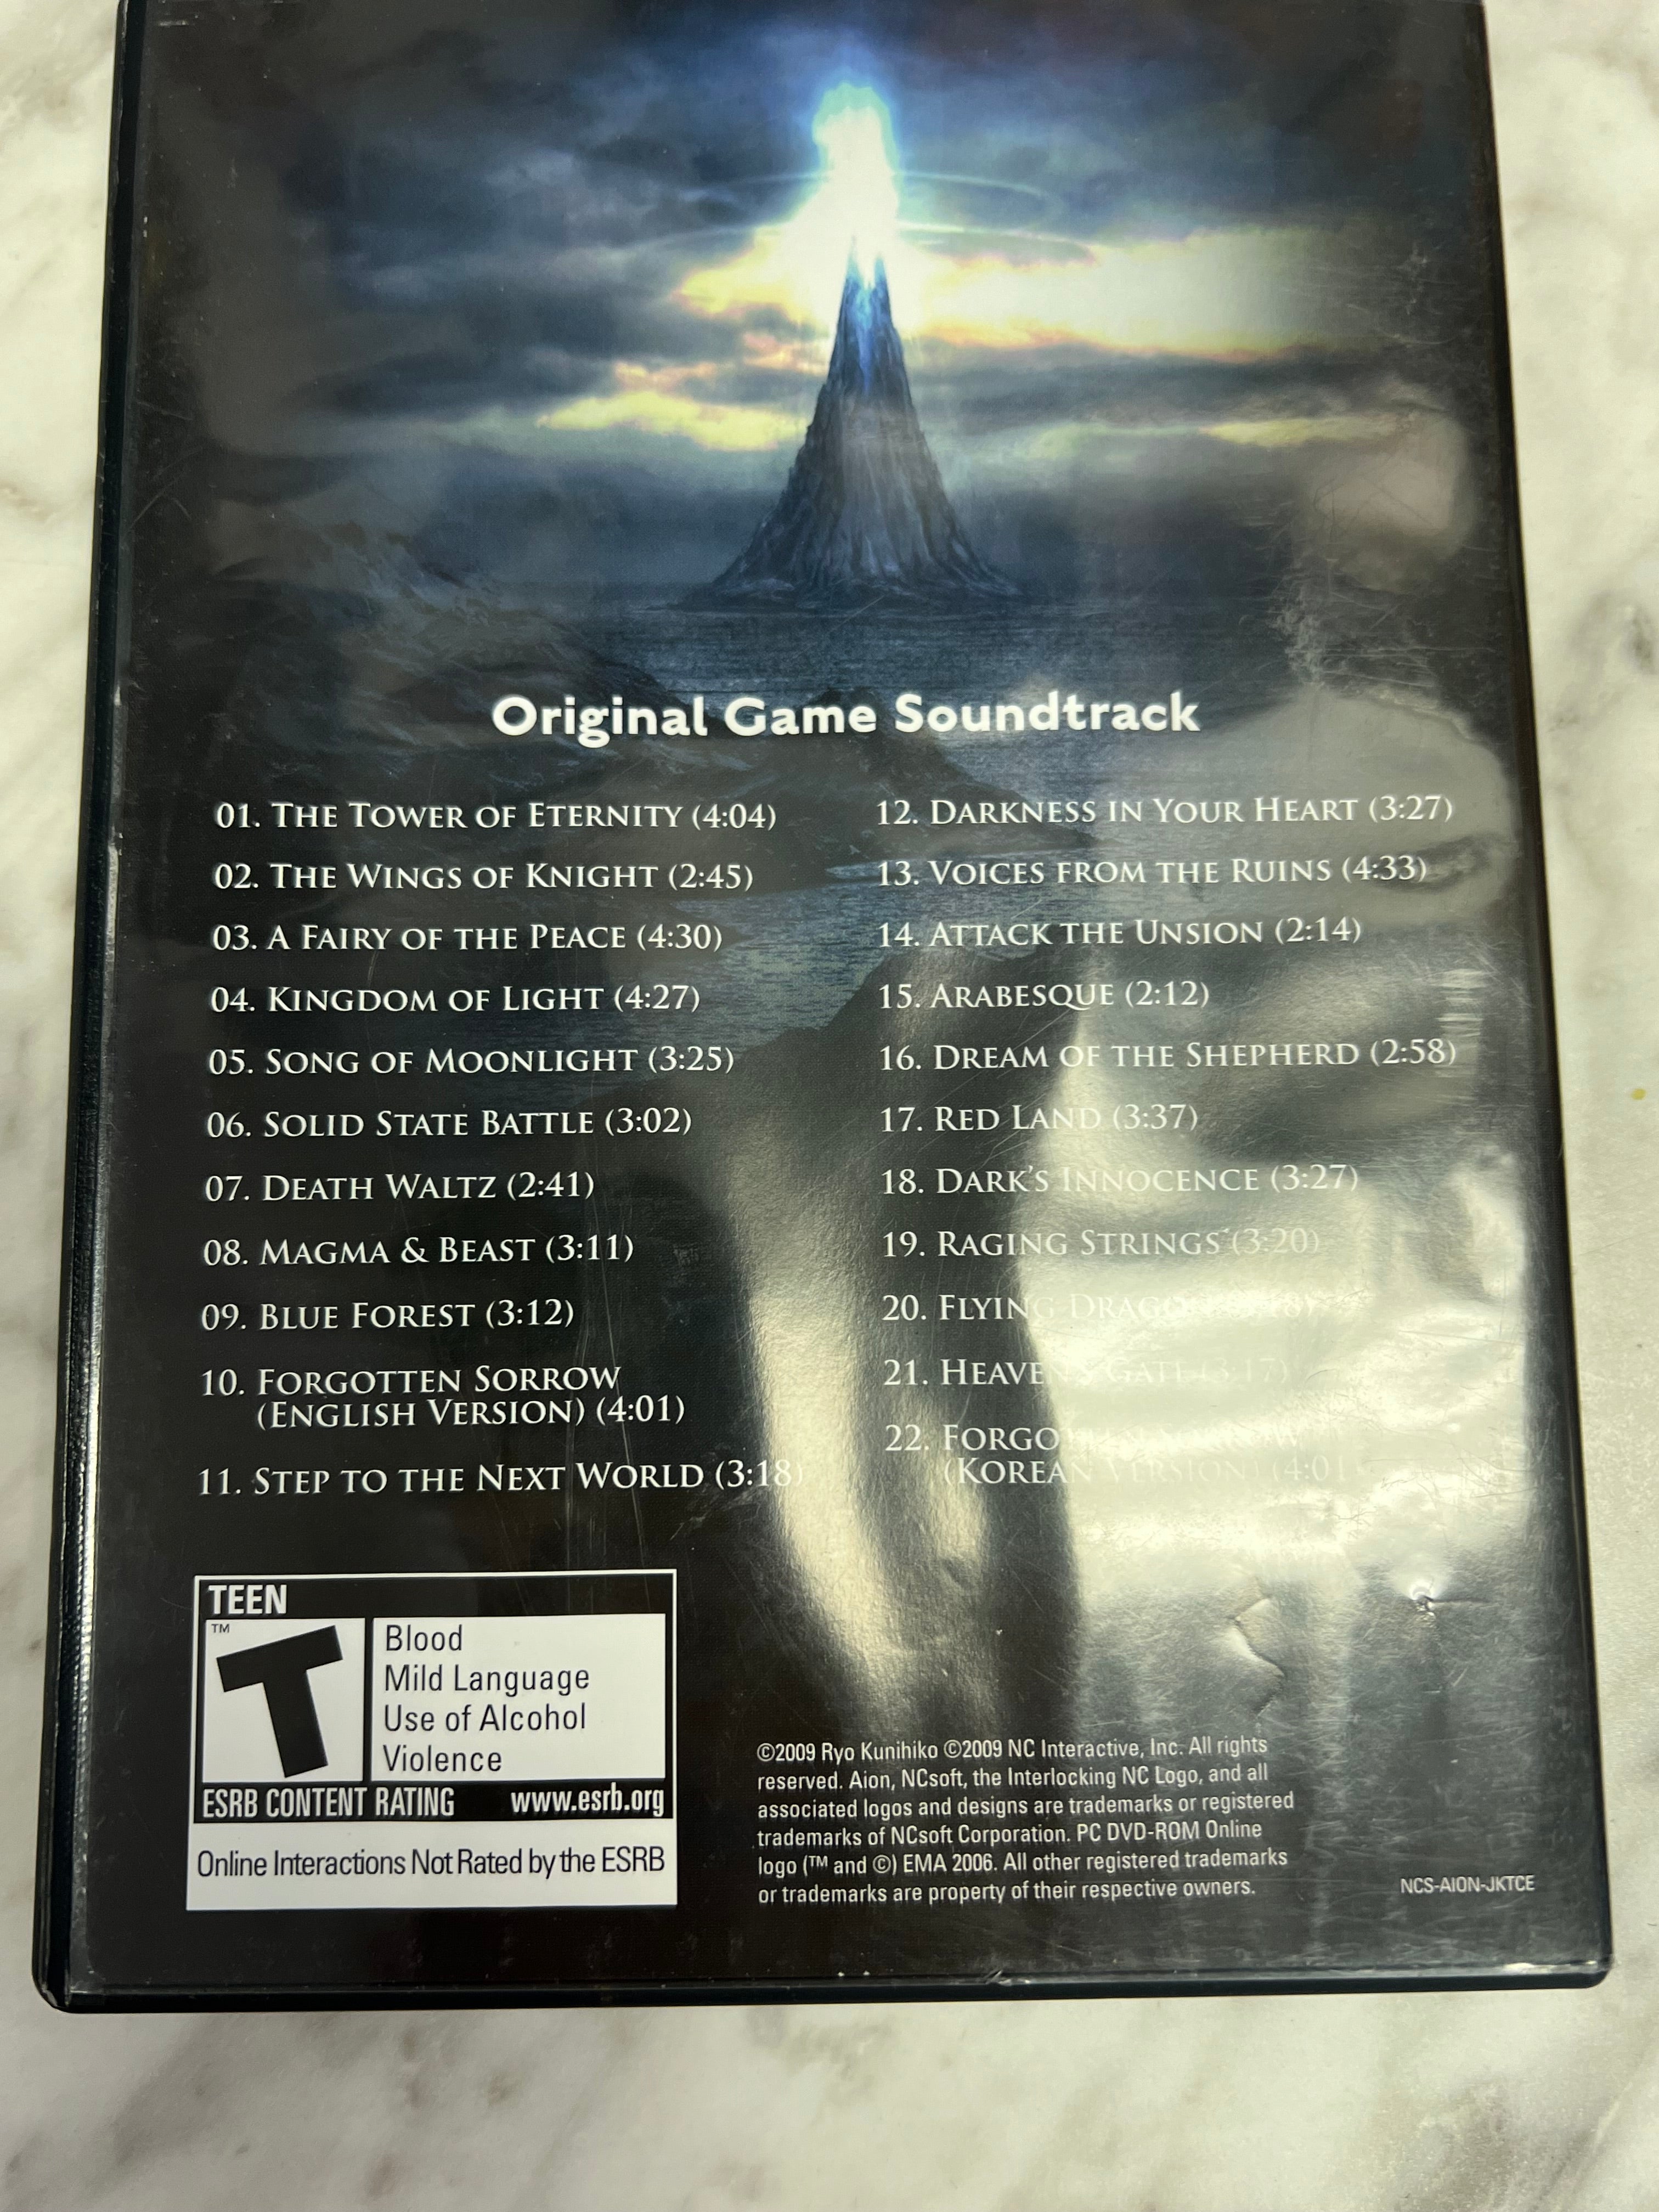 Original Game Soundtrack
01. The Tower of Eternity (4:04)
02. The Wings of Knight (2:45)
03. A Fairy of the Peace (4:30)
04. Kingdom of Light (4:27)
05. Song of Moonlight (3:25)
06. Solid State Battle (3:02)
07. Death Waltz (2:41)
08. Magma & Beast (3:11)
09. Blue Forest (3:12)
10. Forgotten Sorrow
(English Version) (4:01)
11. Step to the Next World (3:18)
12. Darkness in Your Heart (3:27)
13. Voices from the Ruins (4:33)
14. Attack the Unsion (2:14)
15. Arabesque (2:12)
16. Dream of the Shepherd (2:58)
17. Red Land (3:37)
18. Dark's Innocence (3:27)
19. Raging Strings (3:20)
20. Flying
21. Gate
22. Forgotten
(Korean Version) (4:01)
TEEN
T™
Blood
Mild Language
Use of Alcohol
Violence
ESRB CONTENT RATING www.esrb.org
Online Interactions Not Rated by the ESRB
©2009 Ryo Kunihiko ©2009 NC Interactive, Inc. All rights
reserved. Aion, NCsoft, the Interlocking NC Logo, and all
associated logos and designs are trademarks or registered
trademarks of NCsoft Corporation. PC DVD-ROM Online
logo (™ and ©) EMA 2006. All other registered trademarks
or trademarks are property of their respective owners.
NCS-AION-JKTCE